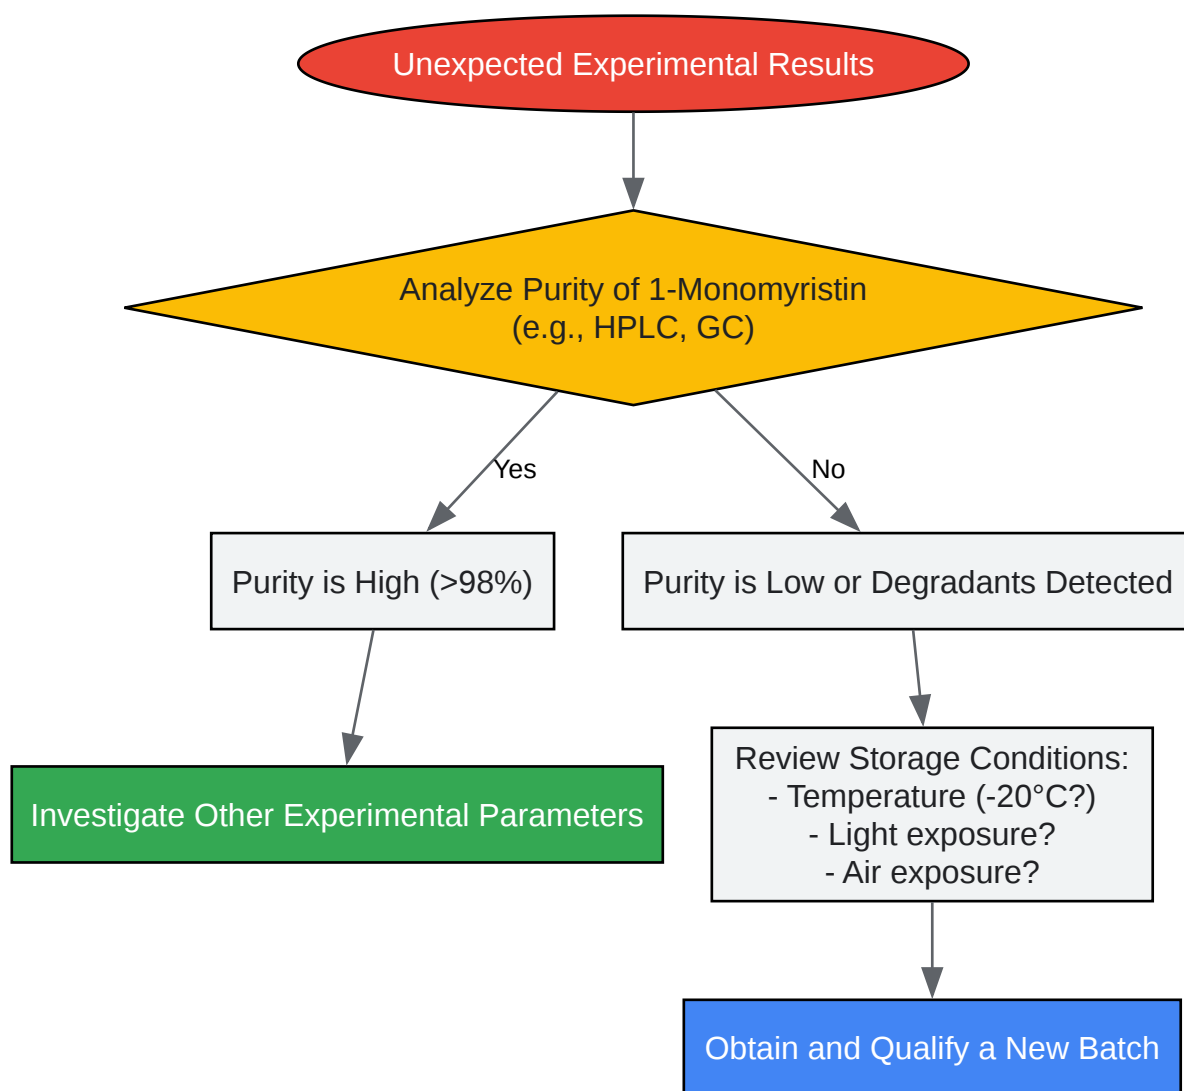 Unexpected Experimental Results
Analyze Purity of 1-Monomyristin
(e.g., HPLC, GC)
Yes
No
Purity is High (>98%)
Purity is Low or Degradants Detected
Review Storage Conditions:
- Temperature (-20°C?)
- Light exposure?
- Air exposure?
Investigate Other Experimental Parameters
Obtain and Qualify a New Batch